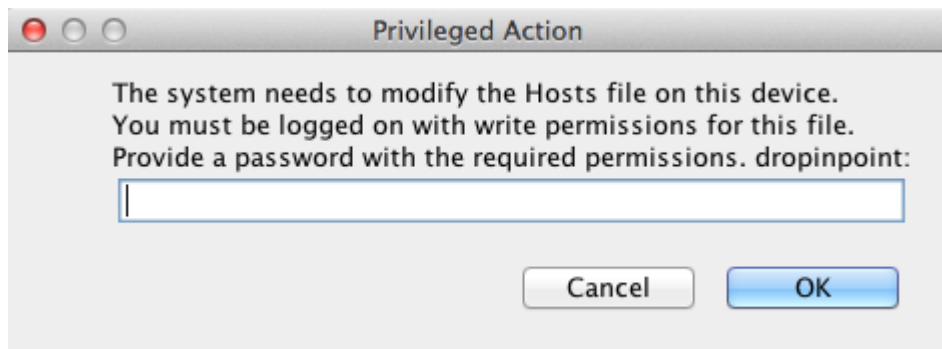 Privileged Action
The system needs to modify the Hosts file on this device.
You must be logged on with write permissions for this file.
Provide a password with the required permissions. dropinpoint:
Cancel
OK